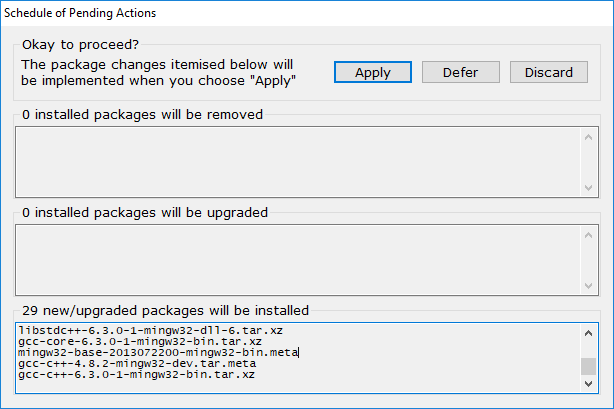 Schedule of Pending Actions
Okay to proceed?
The package changes itemised below will
be implemented when you choose "Apply"
Apply
Defer
Discard
0 installed packages will be removed
0 installed packages will be upgraded
29 new/upgraded packages will be installed
libstdc++-6.3.0-1-mingw32-dll-6.tar.xz
gcc-core-6.3.0-1-mingw32-bin.tar.xz
mingw32-base-2013072200-mingw32-bin.meta
gcc-c++-4.8.2-mingw32-dev.tar.meta
gcc-c++-6.3.0-1-mingw32-bin.tar.xz